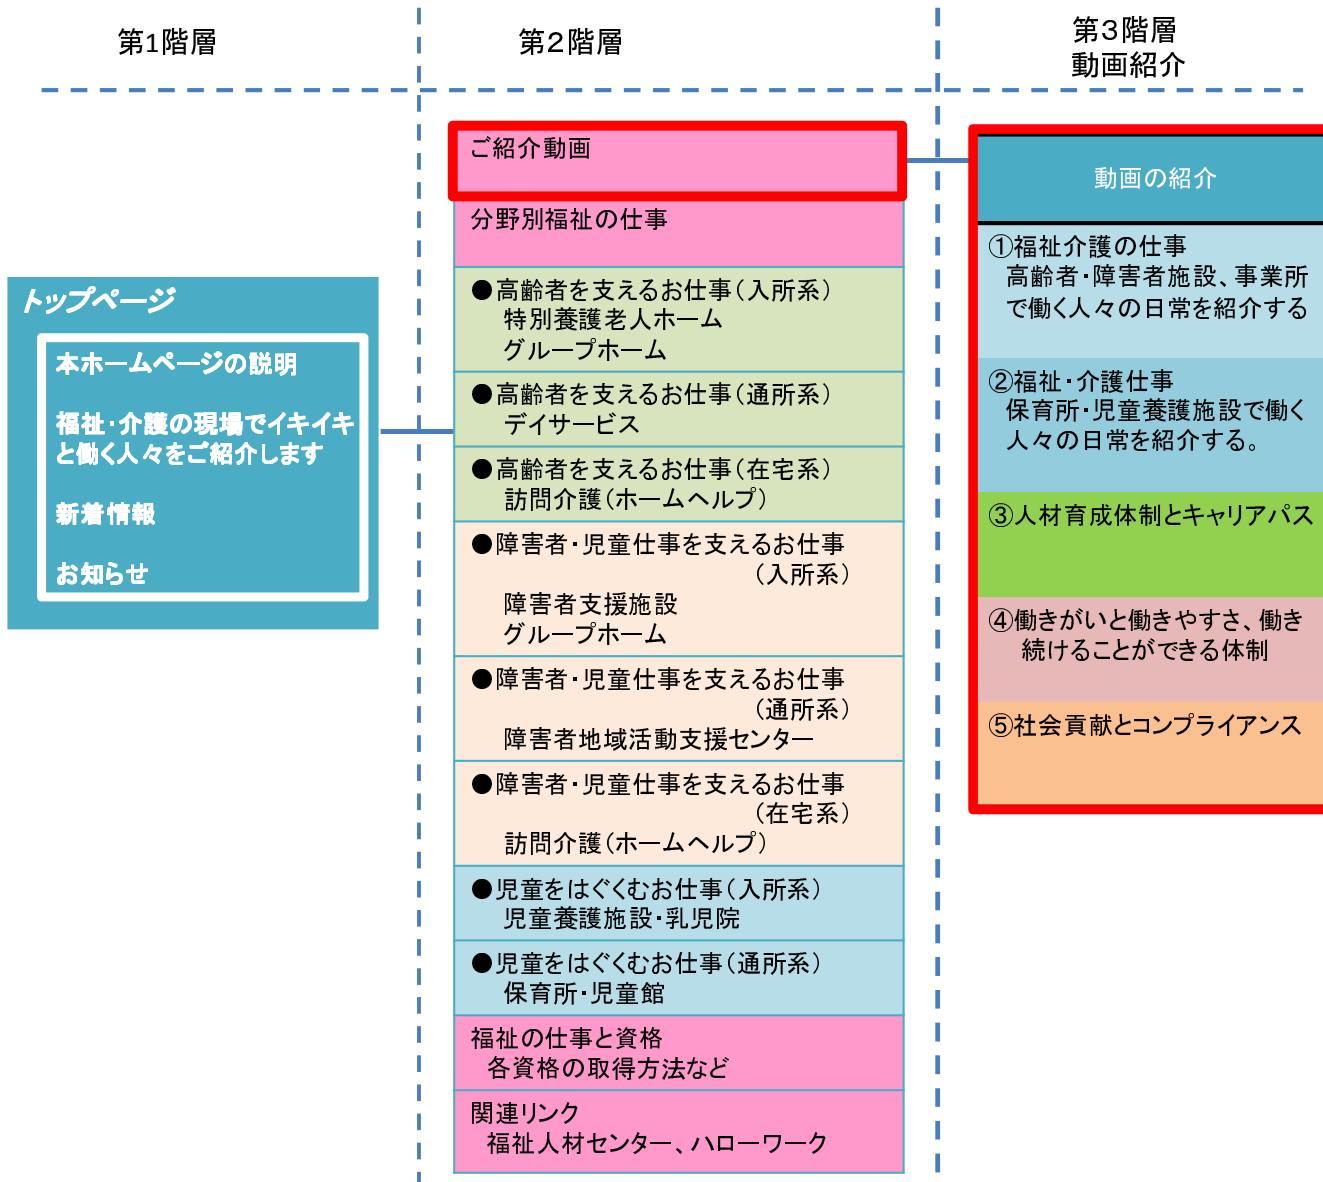 第1階層
第２階層
第３階層
動画紹介
トップページ
本ホームページの説明
福祉・介護の現場でイキイキ
と働く人々をご紹介します
新着情報
お知らせ
ご紹介動画
分野別福祉の仕事
●高齢者を支えるお仕事（入所系）
特別養護老人ホーム
グループホーム
●高齢者を支えるお仕事（通所系）
デイサービス
●高齢者を支えるお仕事（在宅系）
訪問介護（ホームヘルプ）
●障害者・児童仕事を支えるお仕事
（入所系）
障害者支援施設
グループホーム
●障害者・児童仕事を支えるお仕事
（通所系）
障害者地域活動支援センター
●障害者・児童仕事を支えるお仕事
（在宅系）
訪問介護（ホームヘルプ）
●児童をはぐくむお仕事（入所系）
児童養護施設・乳児院
●児童をはぐくむお仕事（通所系）
保育所・児童館
福祉の仕事と資格
各資格の取得方法など
関連リンク
福祉人材センター、ハローワーク
動画の紹介
①福祉介護の仕事
高齢者・障害者施設、事業所
で働く人々の日常を紹介する
②福祉・介護仕事
保育所・児童養護施設で働く
人々の日常を紹介する。
③人材育成体制とキャリアパス
④働きがいと働きやすさ、働き
続けることができる体制
⑤社会貢献とコンプライアンス